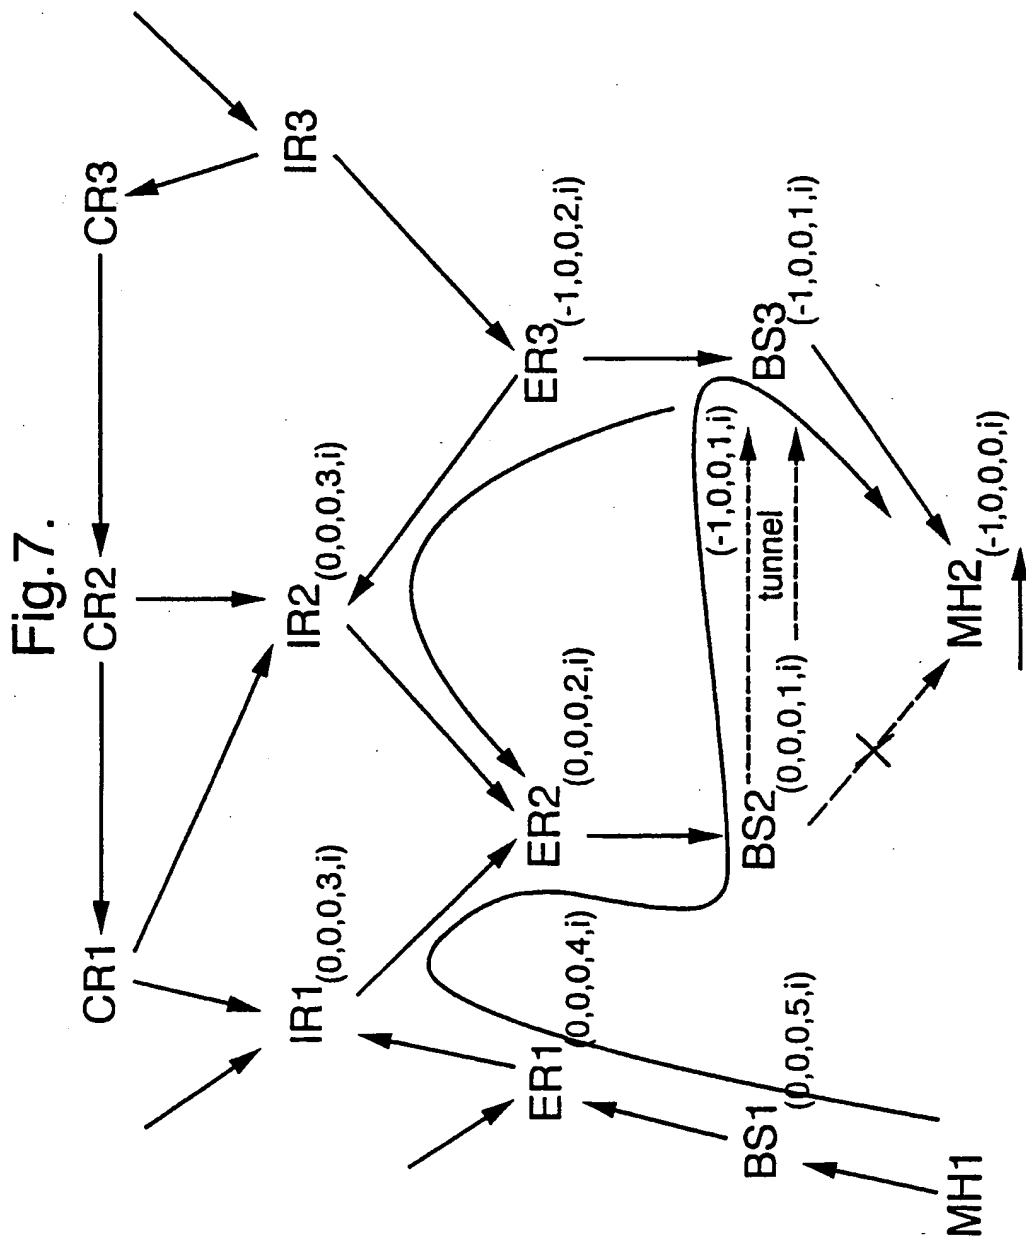 Fig.7.
CR1
CR2
CR3
IR1(0,0,0,3,i)
IR2(0,0,0,3,i)
IR3
ER1(0,0,0,4,i)
ER2(0,0,0,2,i)
ER3(-1,0,0,2,i)
(-1,0,0,1,i)
tunnel
BS1(0,0,0,5,i)
BS2(0,0,0,1,i)
BS3(-1,0,0,1,i)
MH1
MH2(-1,0,0,0,i)